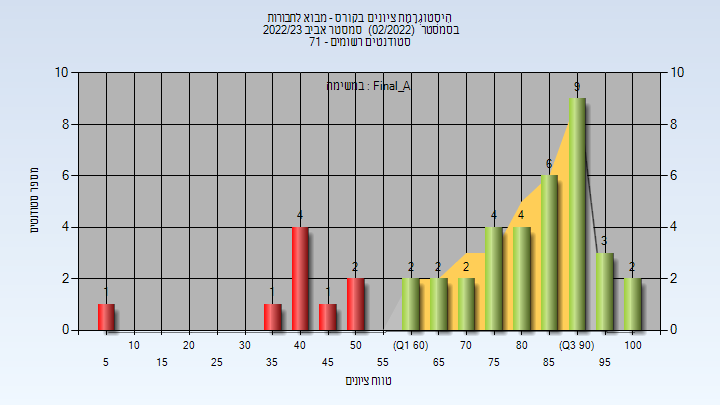 היסטוגרמת ציונים בקורס - מבוא לחבורות
בסמסטר (02/2022) סמסטר אביב 2022/23
סטודנטים רשומים - 71
במשימה : Final_A
מספר סטודנטים
10 8 6 4 2 0
10 8 6 4 2 0
1 1 4 1 2 2 2 2 4 4 6 9 3 2
10 20 30 40 50 (Q1 60) 70 80 (Q3 90) 100
5 15 25 35 45 55 65 75 85 95
טווח ציונים